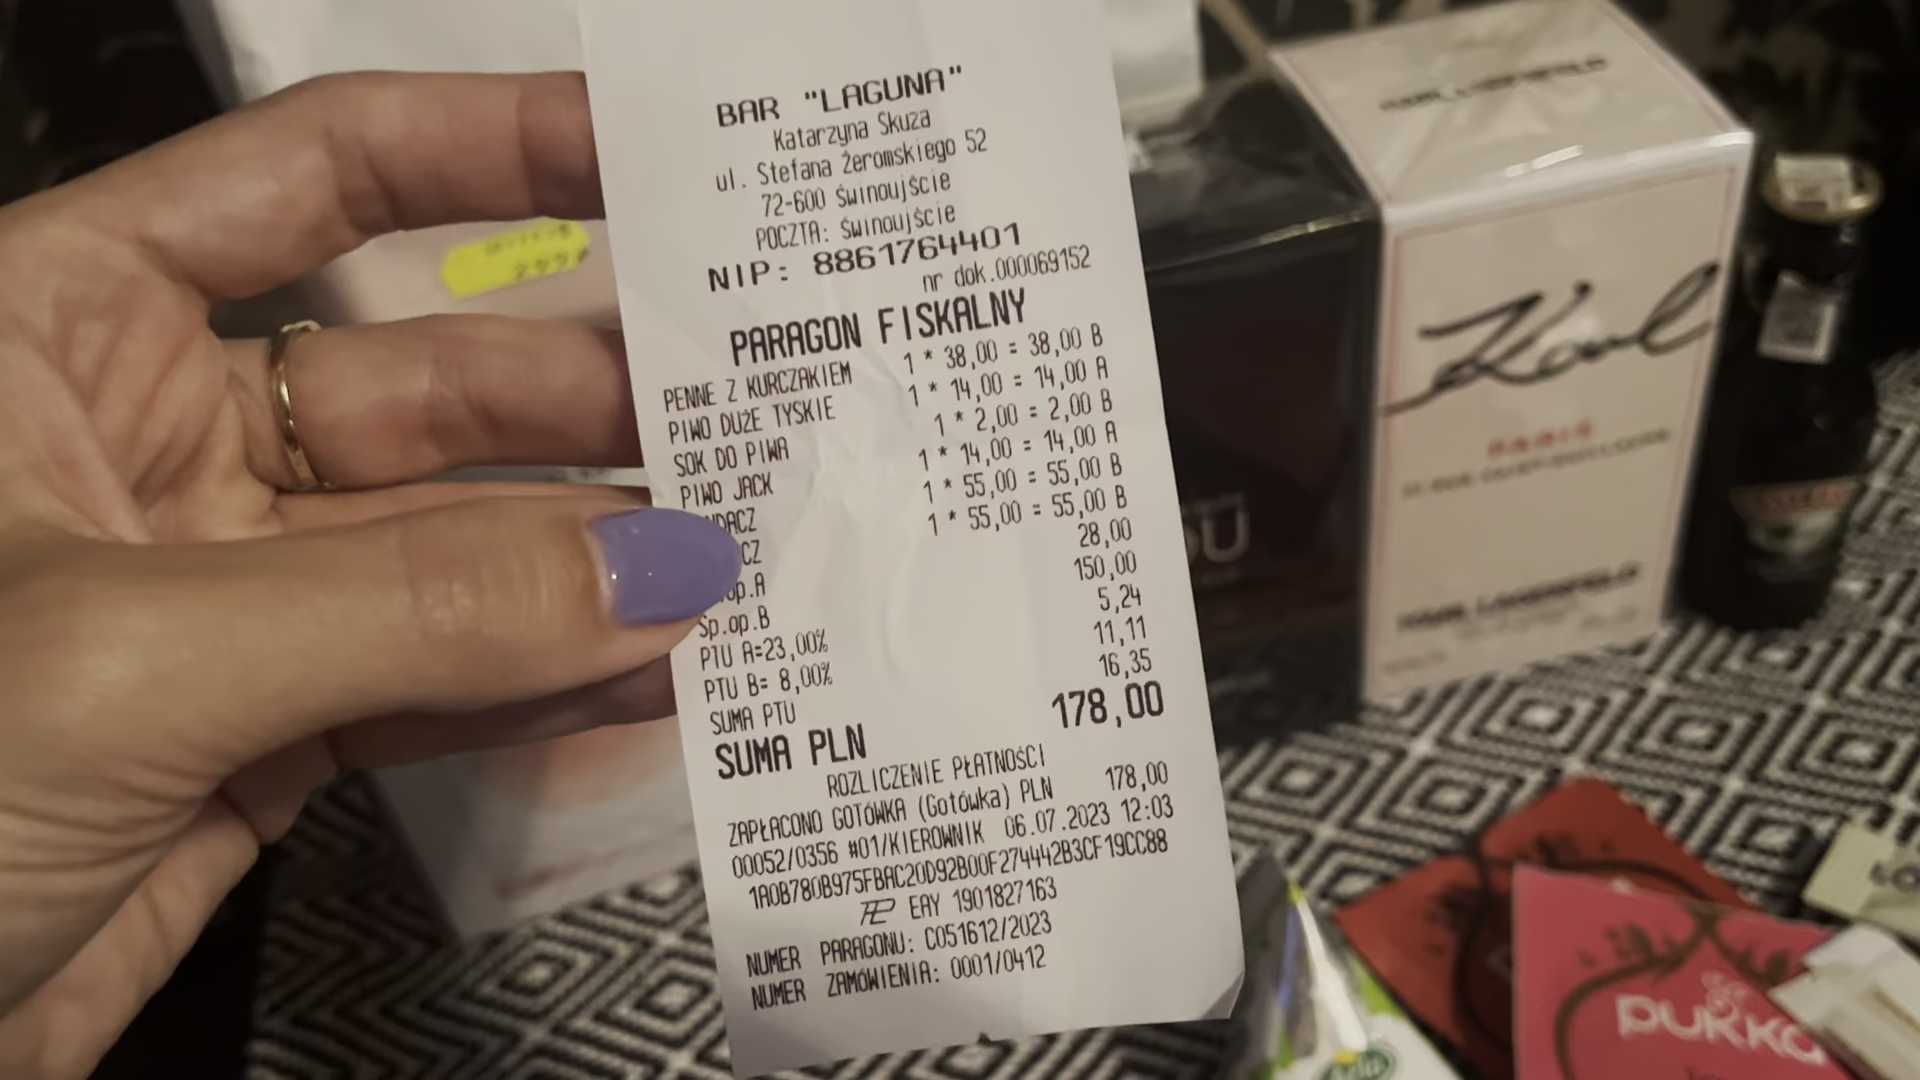 BAR "LAGUNA"
Katarzyna Skuza
ul. Stefana Żeromskiego 52
72-600 Świnoujście
POCZTA: Świnoujście
NIP: 8861764401
nr dok.000069152
PARAGON FISKALNY
PENNE Z KURCZAKIEM 1 * 38,00 = 38,00 B
PIWO DUŻE TYSKIE 1 * 14,00 = 14,00 A
SOK DO PIWA 1 * 2,00 = 2,00 B
PIWO JACK 1 * 14,00 = 14,00 A
DACZ 1 * 55,00 = 55,00 B
CZ 1 * 55,00 = 55,00 B
op.A 28,00
Sp.op.B 150,00
PTU A=23,00% 5,24
PTU B= 8,00% 11,11
SUMA PTU 16,35
SUMA PLN 178,00
ROZLICZENIE PŁATNOŚCI
ZAPŁACONO GOTÓWKA (Gotówka) PLN 178,00
00052/0356 #01/KIEROWNIK 06.07.2023 12:03
1A0B780B975FBAC20D92B00F274442B3CF19CC88
EAY 1901827163
NUMER PARAGONU: C051612/2023
NUMER ZAMÓWIENIA: 0001/0412
Karl
PARIS
KARL LAGERFELD
PUKKA
Arla